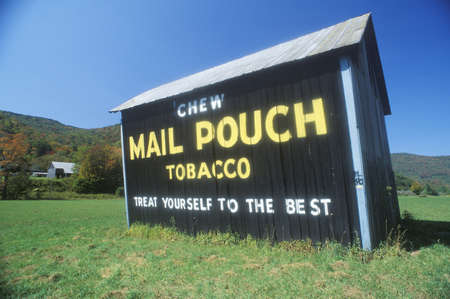 CHEW
MAIL POUCH
TOBACCO
TREAT YOURSELF TO THE BEST.